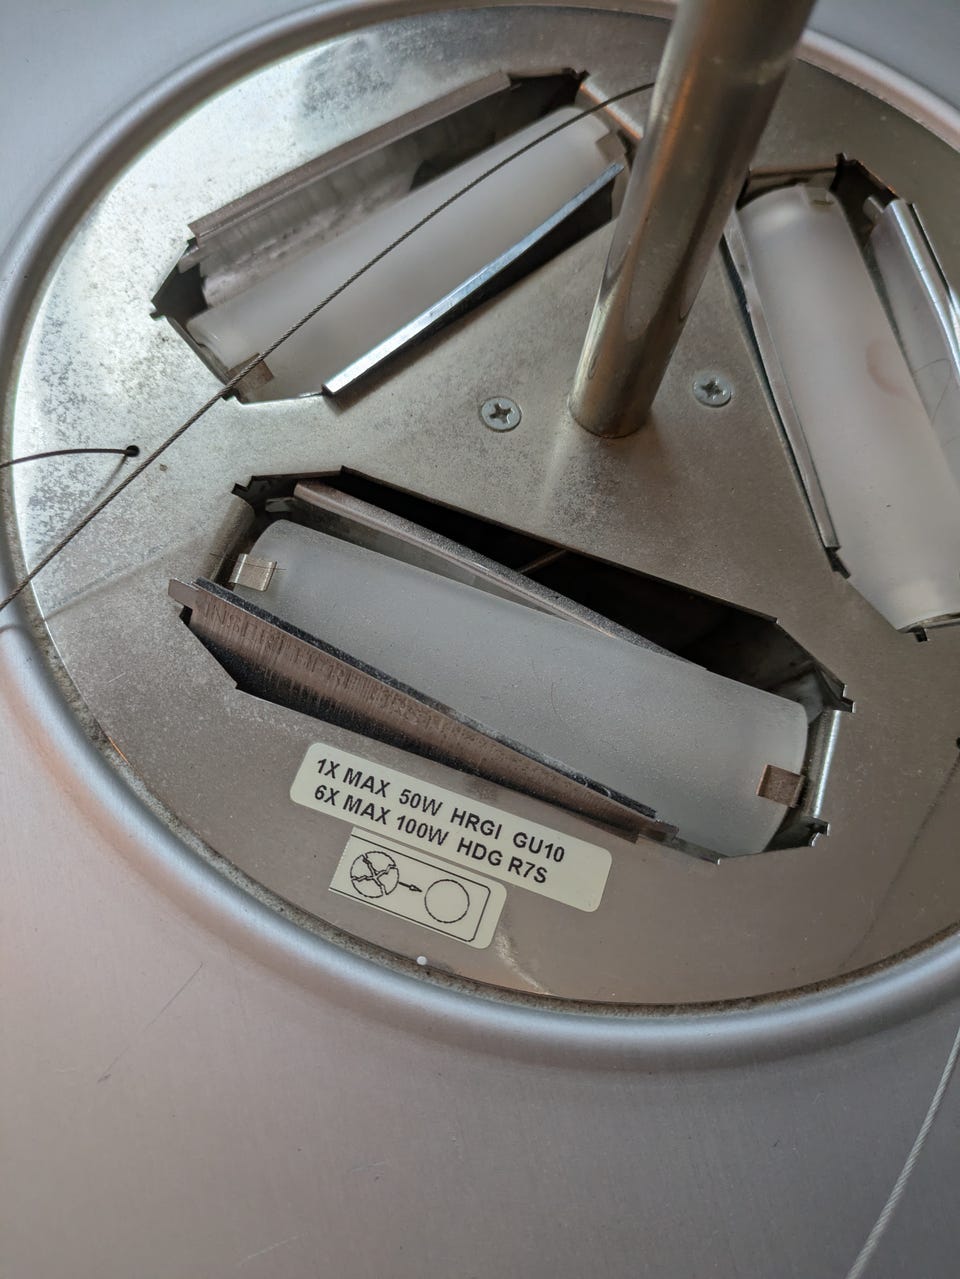 1X MAX 50W HRGI GU10
6X MAX 100W HDG R7S